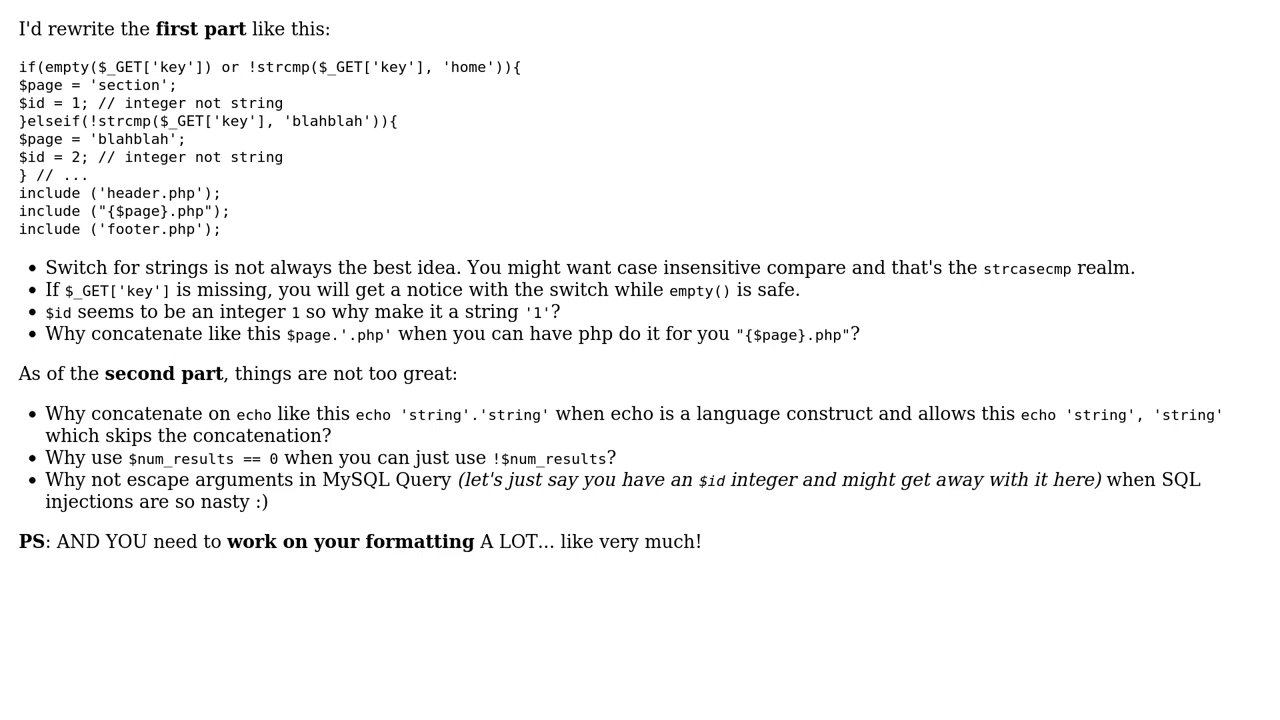 I'd rewrite the first part like this:
if(empty($_GET['key']) or !strcmp($_GET['key'], 'home')){
$page = 'section';
$id = 1; // integer not string
}elseif(!strcmp($_GET['key'], 'blahblah')){
$page = 'blahblah';
$id = 2; // integer not string
} // ...
include ('header.php');
include ("{$page}.php");
include ('footer.php');
• Switch for strings is not always the best idea. You might want case insensitive compare and that's the strcasecmp realm.
• If $_GET['key'] is missing, you will get a notice with the switch while empty() is safe.
• $id seems to be an integer 1 so why make it a string '1'?
• Why concatenate like this $page.'.php' when you can have php do it for you "{$page}.php"?
As of the second part, things are not too great:
• Why concatenate on echo like this echo 'string'.'string' when echo is a language construct and allows this echo 'string', 'string'
which skips the concatenation?
• Why use $num_results == 0 when you can just use !$num_results?
• Why not escape arguments in MySQL Query (let's just say you have an $id integer and might get away with it here) when SQL
injections are so nasty :)
PS: AND YOU need to work on your formatting A LOT... like very much!